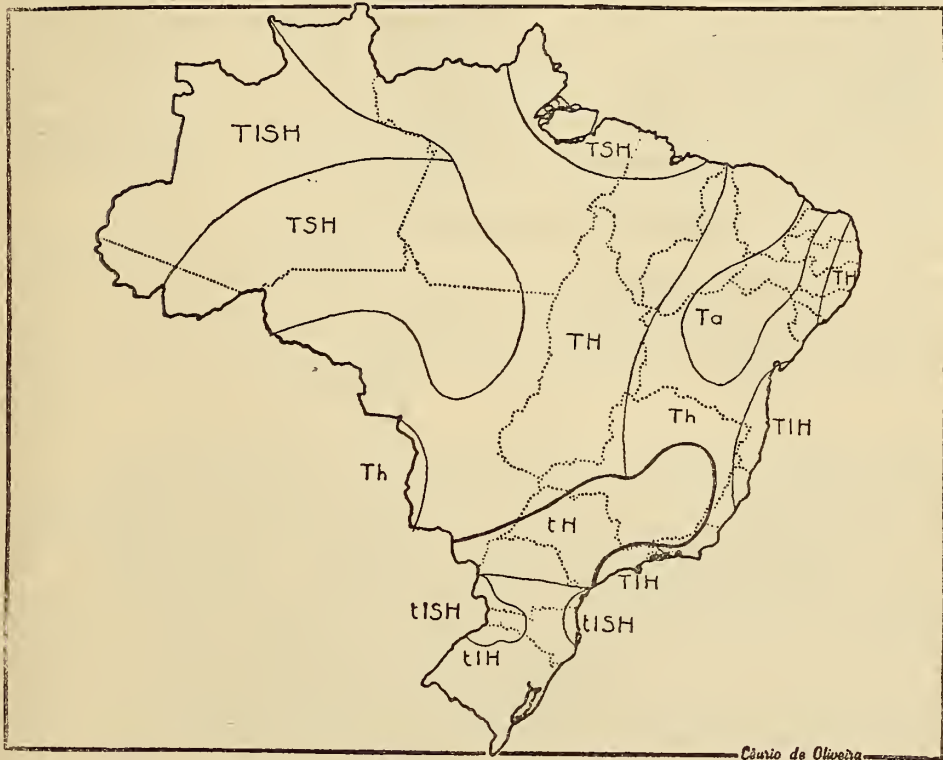 TISH
TSH
TSH
TH
Ta
TH
Th
TIH
Th
tH
TIH
tISH
tISH
tIH
Cêurio de Oliveira